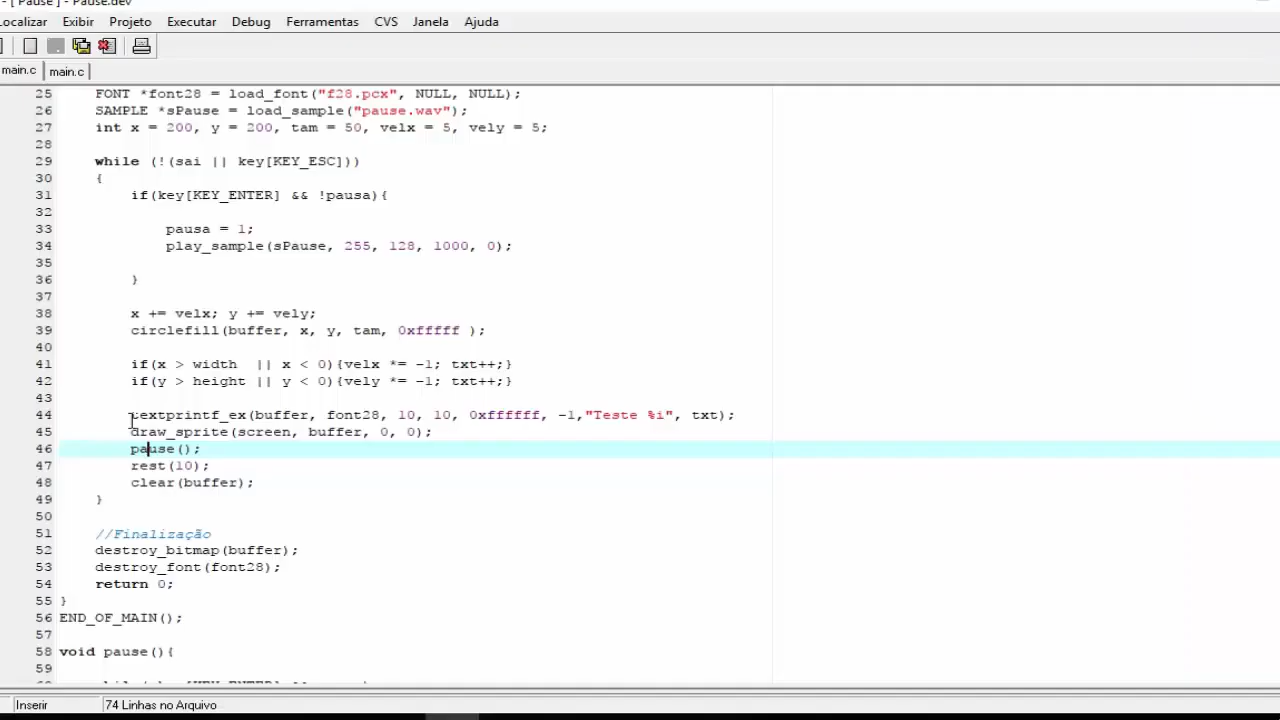 - [ Pause ] - Pause.dev
Localizar Exibir Projeto Executar Debug Ferramentas CVS Janela Ajuda
main.c main.c
25 FONT *font28 = load_font("f28.pcx", NULL, NULL);
26 SAMPLE *sPause = load_sample("pause.wav");
27 int x = 200, y = 200, tam = 50, velx = 5, vely = 5;
28
29 while (!(sai || key[KEY_ESC]))
30 {
31 if(key[KEY_ENTER] && !pausa){
32
33 pausa = 1;
34 play_sample(sPause, 255, 128, 1000, 0);
35
36 }
37
38 x += velx; y += vely;
39 circlefill(buffer, x, y, tam, 0xfffff );
40
41 if(x > width || x < 0){velx *= -1; txt++;}
42 if(y > height || y < 0){vely *= -1; txt++;}
43
44 textprintf_ex(buffer, font28, 10, 10, 0xffffff, -1,"Teste %i", txt);
45 draw_sprite(screen, buffer, 0, 0);
46 pause();
47 rest(10);
48 clear(buffer);
49 }
50
51 //Finalização
52 destroy_bitmap(buffer);
53 destroy_font(font28);
54 return 0;
55 }
56 END_OF_MAIN();
57
58 void pause(){
59
Inserir 74 Linhas no Arquivo